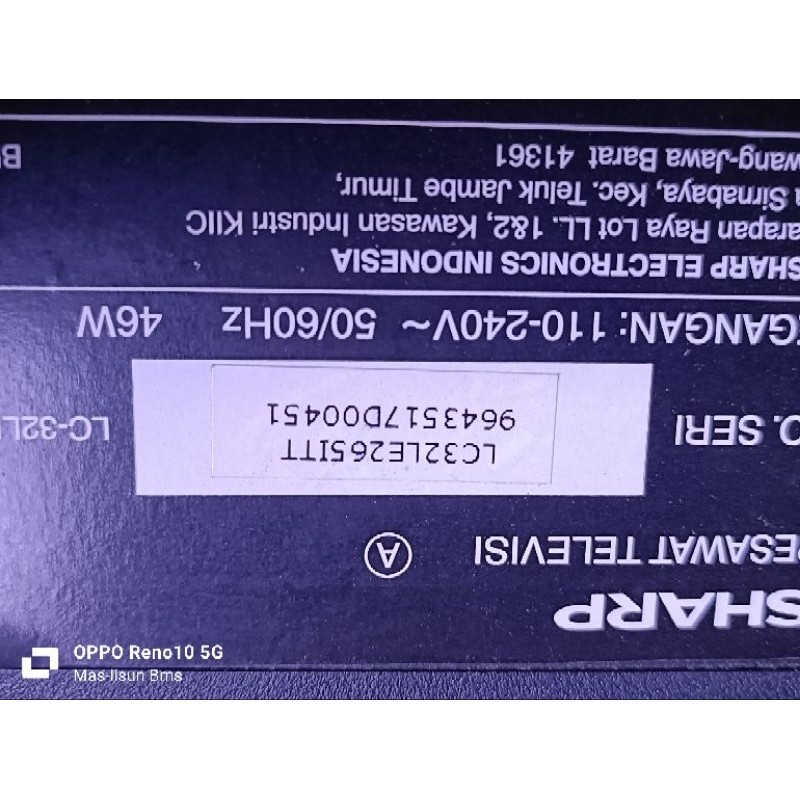 SHARP
PESAWAT TELEVISI A
LC32LE265ITT
O. SERI 9643517D00451 LC-32L
GANGAN: 110-240V~ 50/60Hz 46W
SHARP ELECTRONICS INDONESIA
arapan Raya Lot LL. 1&2, Kawasan Industri KIIC
a Sirnabaya, Kec. Teluk Jambe Timur,
wang-Jawa Barat 41361
OPPO Reno10 5G
Mas-Ilsun Bms